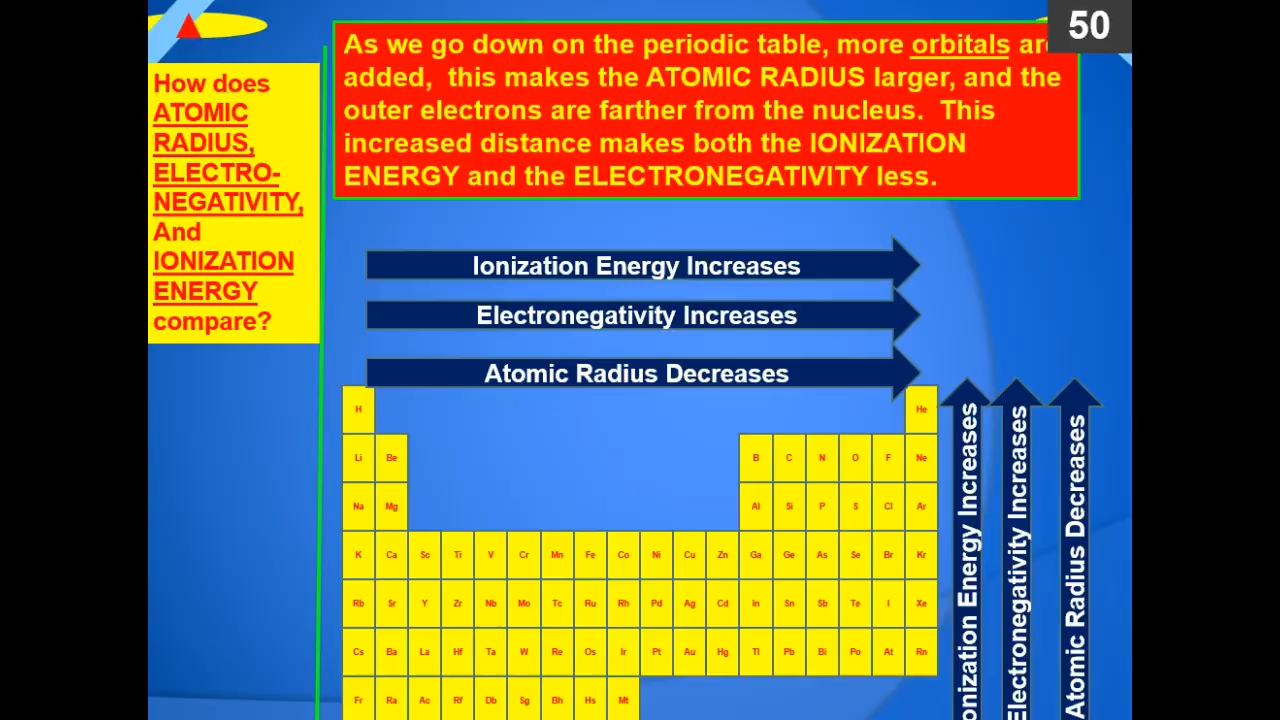 50
As we go down on the periodic table, more orbitals are
added, this makes the ATOMIC RADIUS larger, and the
outer electrons are farther from the nucleus. This
increased distance makes both the IONIZATION
ENERGY and the ELECTRONEGATIVITY less.
How does
ATOMIC
RADIUS,
ELECTRO-
NEGATIVITY,
And
IONIZATION
ENERGY
compare?
Ionization Energy Increases
Electronegativity Increases
Atomic Radius Decreases
H He
Li Be B C N O F Ne
Na Mg Al Si P S Cl Ar
K Ca Sc Ti V Cr Mn Fe Co Ni Cu Zn Ga Ge As Se Br Kr
Rb Sr Y Zr Nb Mo Tc Ru Rh Pd Ag Cd In Sn Sb Te I Xe
Cs Ba La Hf Ta W Re Os Ir Pt Au Hg Tl Pb Bi Po At Rn
Fr Ra Ac Rf Db Sg Bh Hs Mt
onization Energy Increases
Electronegativity Increases
Atomic Radius Decreases